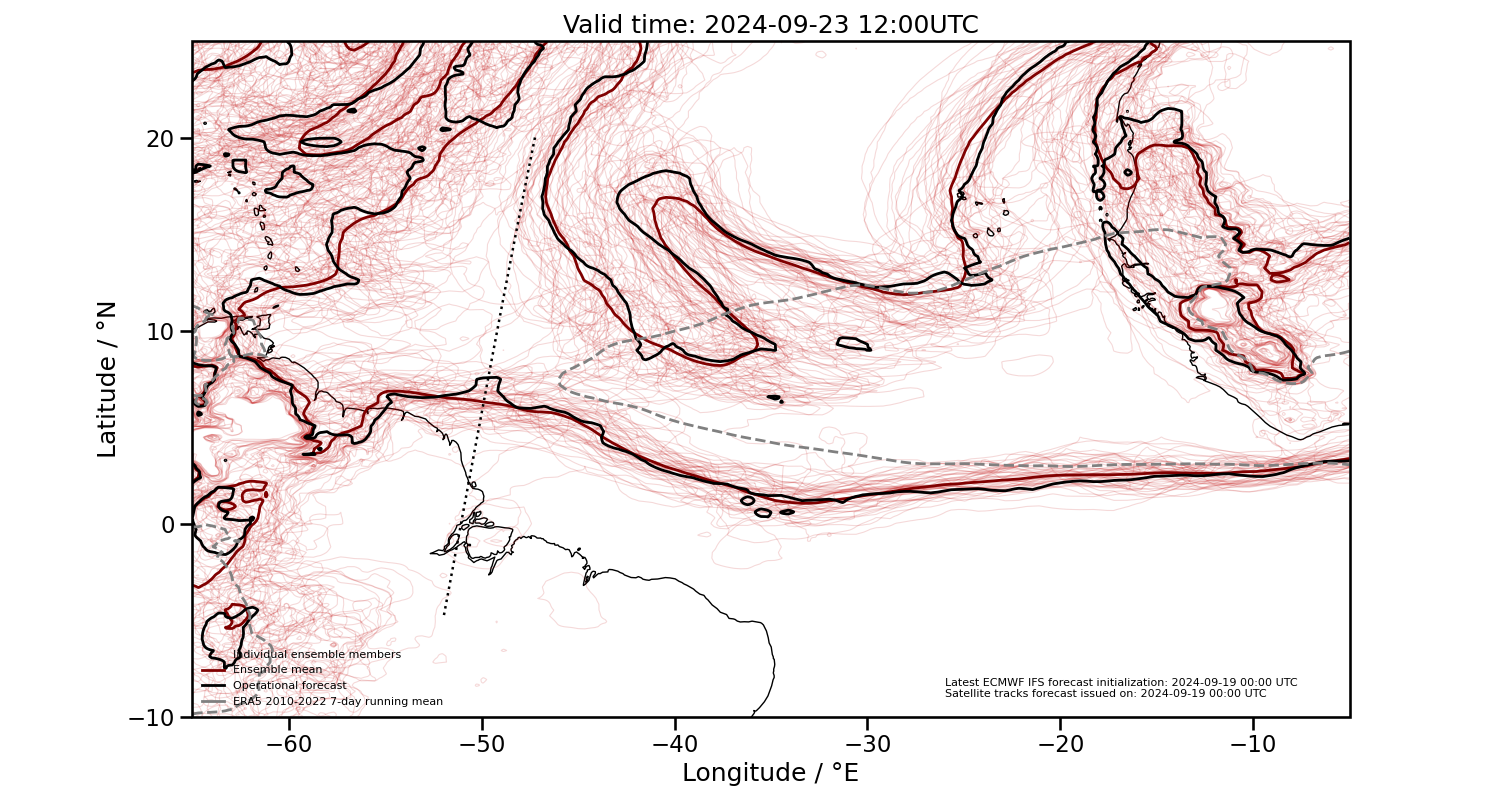 Valid time: 2024-09-23 12:00UTC
Latitude / °N
20
10
0
−10
Individual ensemble members
Ensemble mean
Operational forecast
ERA5 2010-2022 7-day running mean
Latest ECMWF IFS forecast initialization: 2024-09-19 00:00 UTC
Satellite tracks forecast issued on: 2024-09-19 00:00 UTC
−60
−50
−40
−30
−20
−10
Longitude / °E